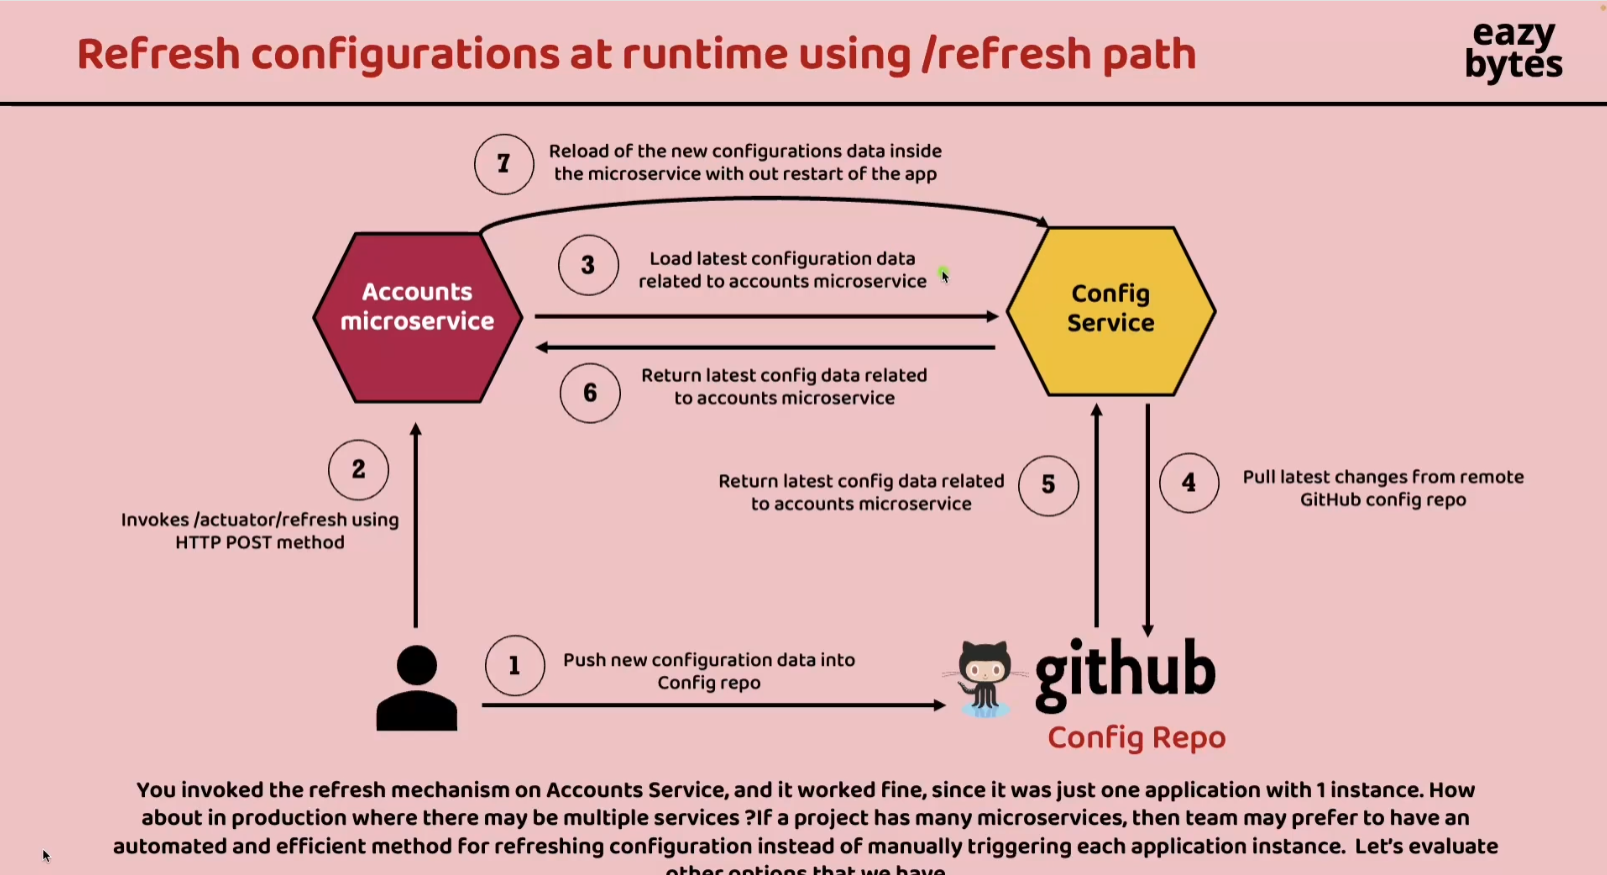 Refresh configurations at runtime using /refresh path
eazy
bytes
7
Reload of the new configurations data inside
the microservice with out restart of the app
3
Load latest configuration data
related to accounts microservice
Accounts
microservice
Config
Service
6
Return latest config data related
to accounts microservice
2
Invokes /actuator/refresh using
HTTP POST method
Return latest config data related
to accounts microservice
5
4
Pull latest changes from remote
GitHub config repo
1
Push new configuration data into
Config repo
github
Config Repo
You invoked the refresh mechanism on Accounts Service, and it worked fine, since it was just one application with 1 instance. How
about in production where there may be multiple services ?If a project has many microservices, then team may prefer to have an
automated and efficient method for refreshing configuration instead of manually triggering each application instance. Let's evaluate
other options that we have